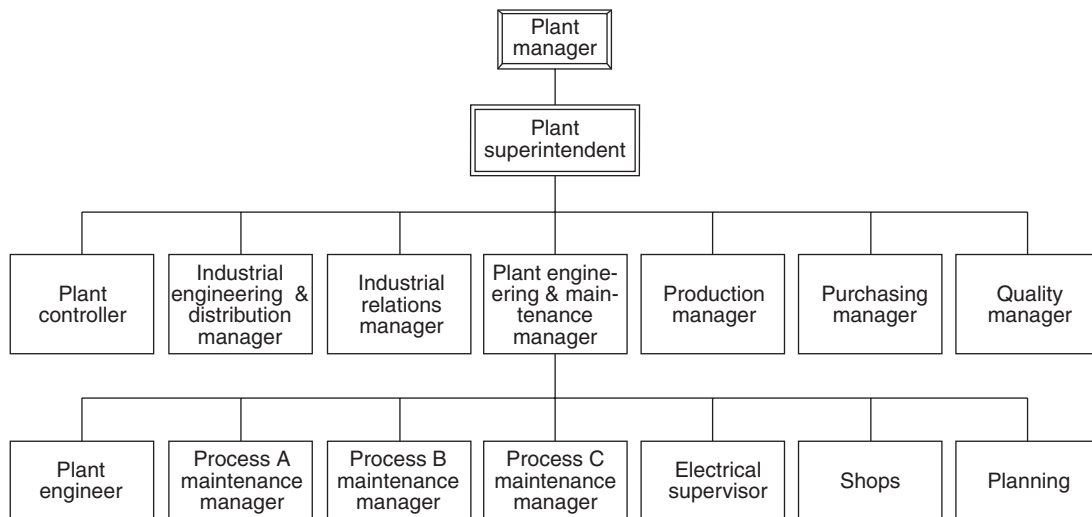 Plant
manager
Plant
superintendent
Plant
controller
Industrial
engineering &
distribution
manager
Industrial
relations
manager
Plant engine-
ering & main-
tenance
manager
Production
manager
Purchasing
manager
Quality
manager
Plant
engineer
Process A
maintenance
manager
Process B
maintenance
manager
Process C
maintenance
manager
Electrical
supervisor
Shops
Planning